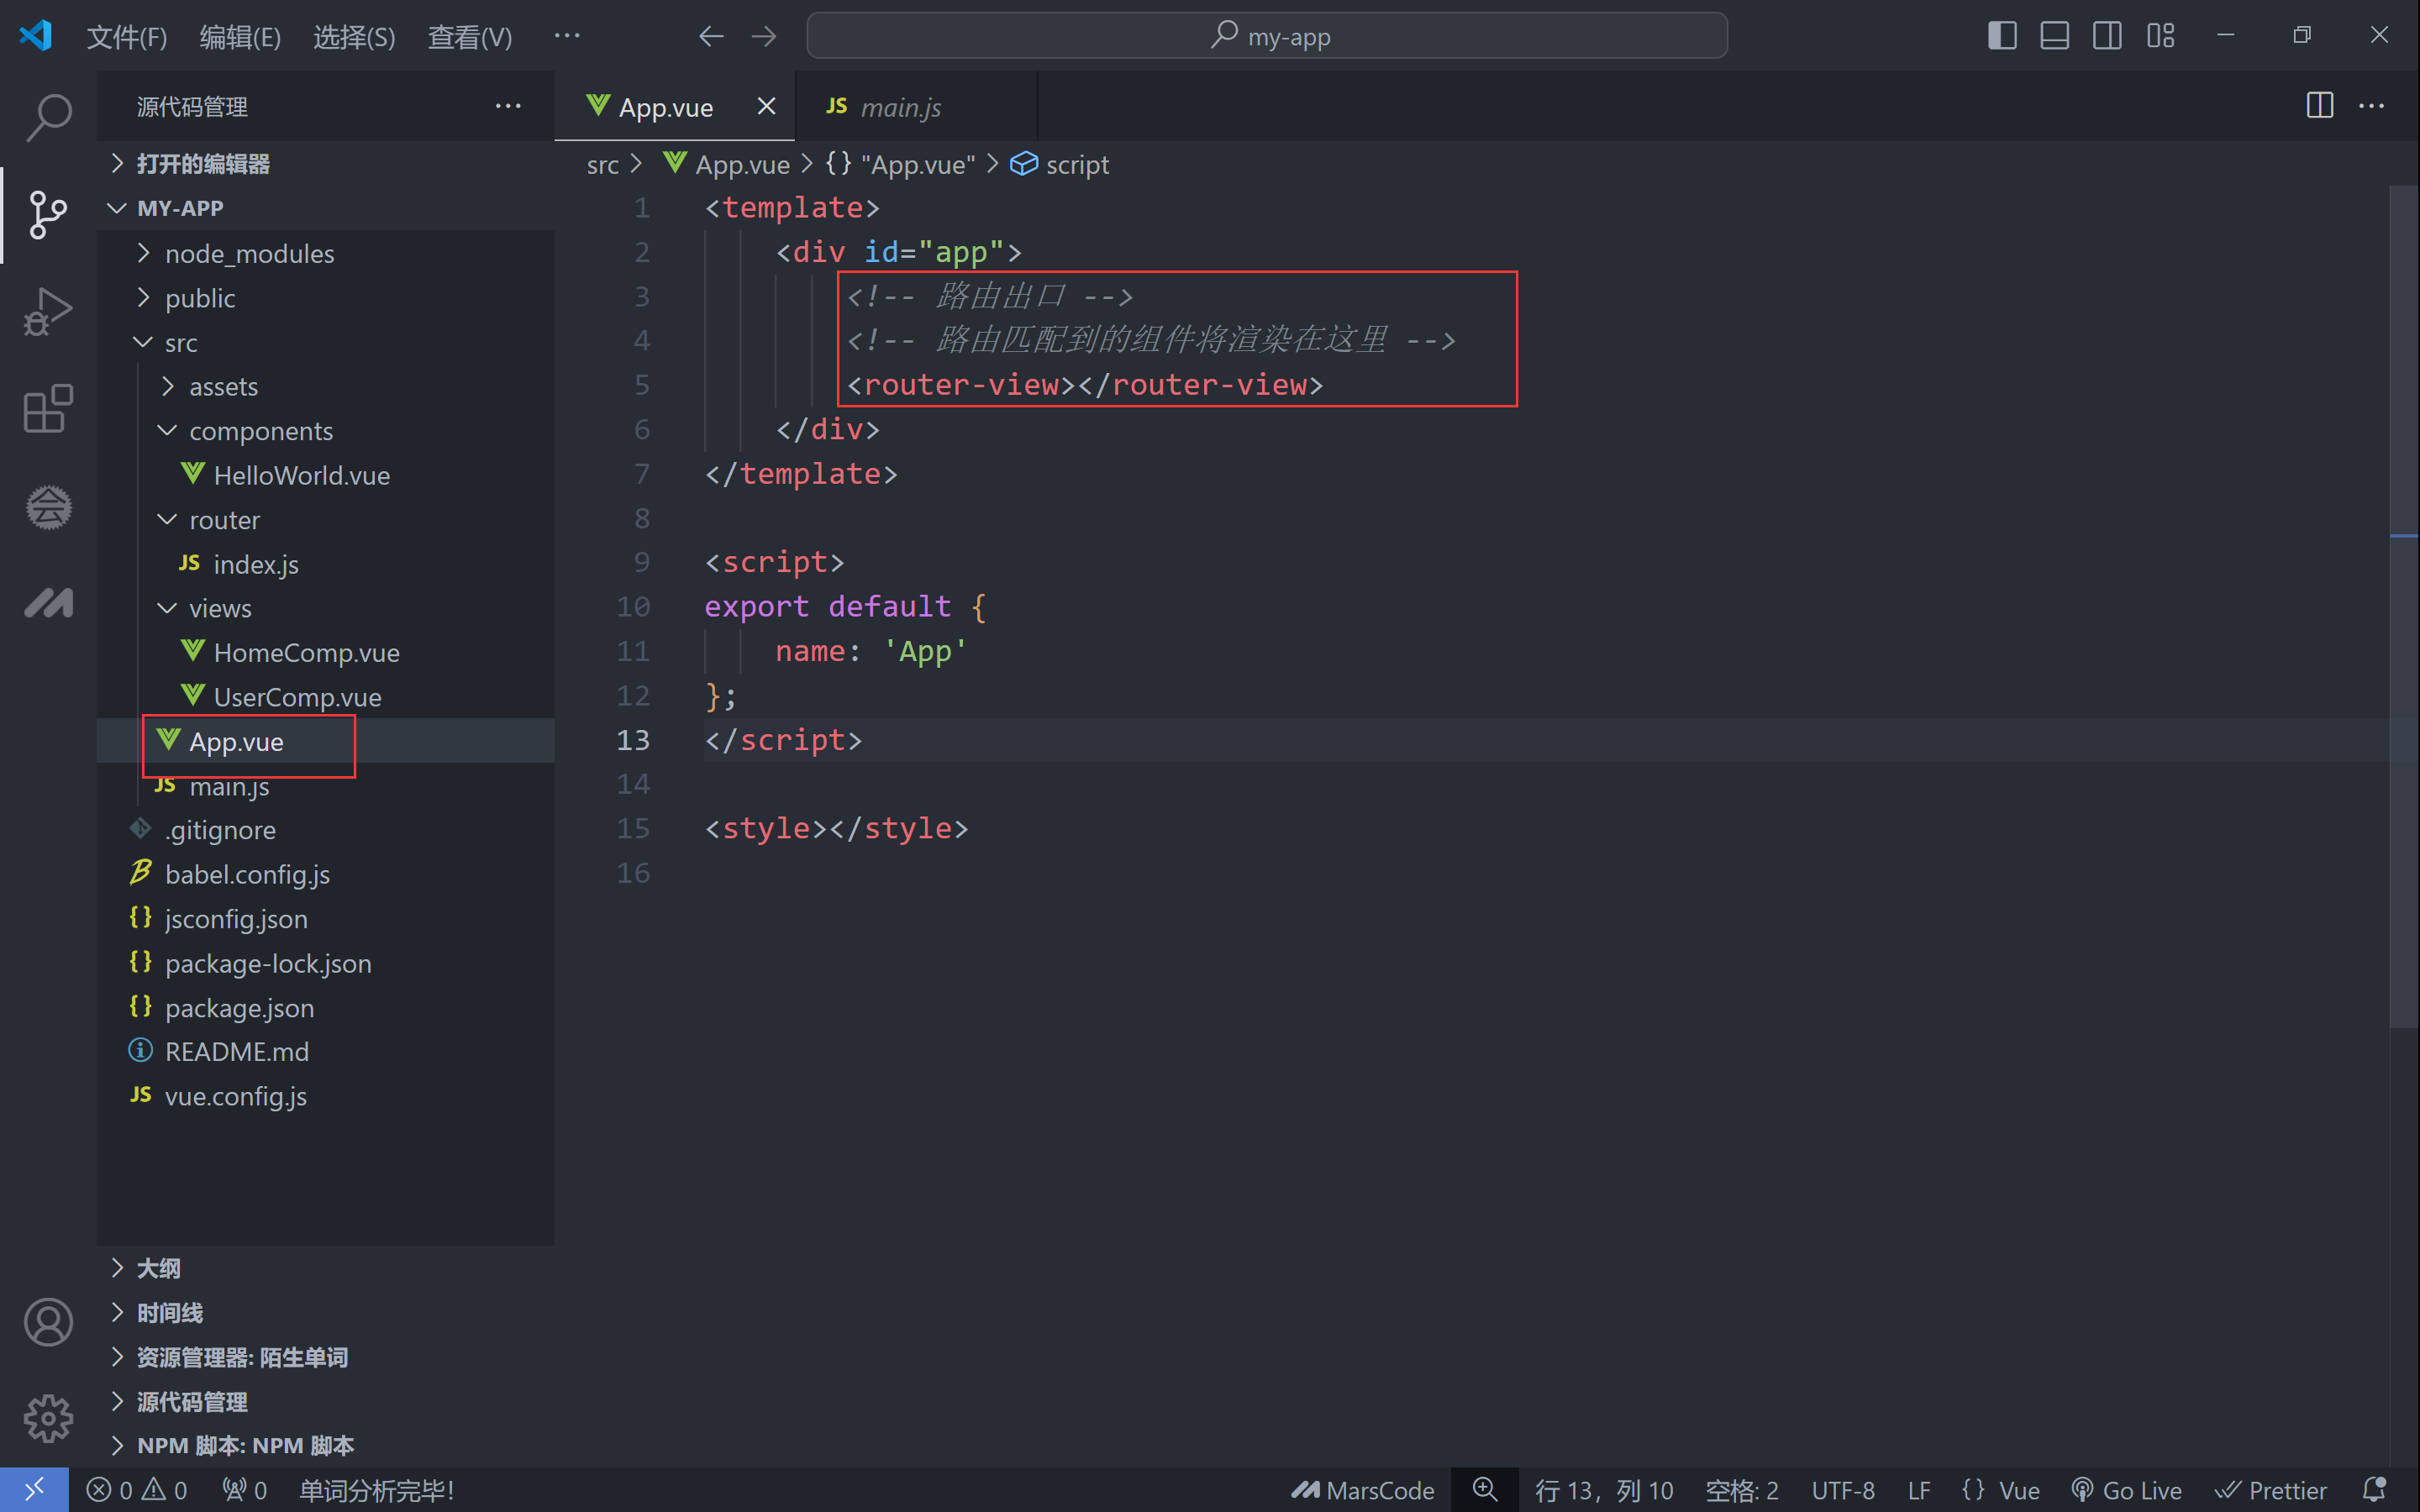 文件(F) 编辑(E) 选择(S) 查看(V) ··· my-app
源代码管理 ···
App.vue JS main.js ···
打开的编辑器
MY-APP
node_modules
public
src
assets
components
HelloWorld.vue
router
JS index.js
views
HomeComp.vue
UserComp.vue
App.vue
JS main.js
.gitignore
babel.config.js
{} jsconfig.json
{} package-lock.json
{} package.json
README.md
JS vue.config.js
大纲
时间线
资源管理器: 陌生单词
源代码管理
NPM 脚本: NPM 脚本
src > App.vue > {} "App.vue" > script
1 <template>
2 <div id="app">
3 <!-- 路由出口 -->
4 <!-- 路由匹配到的组件将渲染在这里 -->
5 <router-view></router-view>
6 </div>
7 </template>
8
9 <script>
10 export default {
11 name: 'App'
12 };
13 </script>
14
15 <style></style>
16
0 0 0 单词分析完毕! MarsCode 行 13, 列 10 空格: 2 UTF-8 LF {} Vue Go Live Prettier